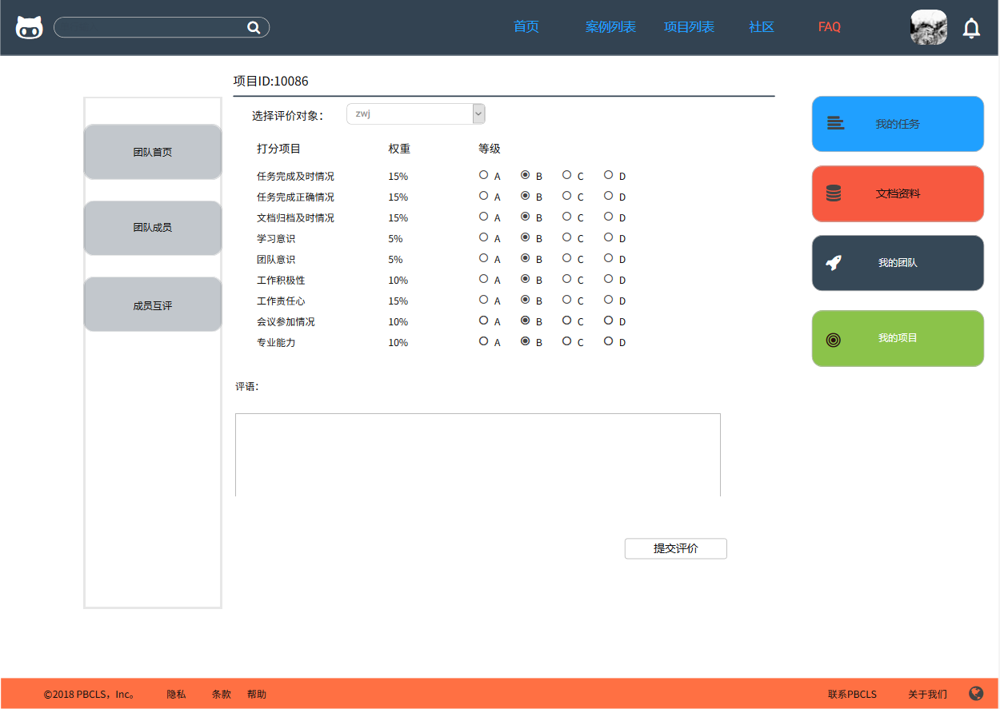 首页 案例列表 项目列表 社区 FAQ
项目ID:10086
选择评价对象： zwj
打分项目 权重 等级
任务完成及时情况 15% A B C D
任务完成正确情况 15% A B C D
文档归档及时情况 15% A B C D
学习意识 5% A B C D
团队意识 5% A B C D
工作积极性 10% A B C D
工作责任心 15% A B C D
会议参加情况 10% A B C D
专业能力 10% A B C D
评语：
提交评价
团队首页
团队成员
成员互评
我的任务
文档资料
我的团队
我的项目
©2018 PBCLS，Inc。 隐私 条款 帮助 联系PBCLS 关于我们